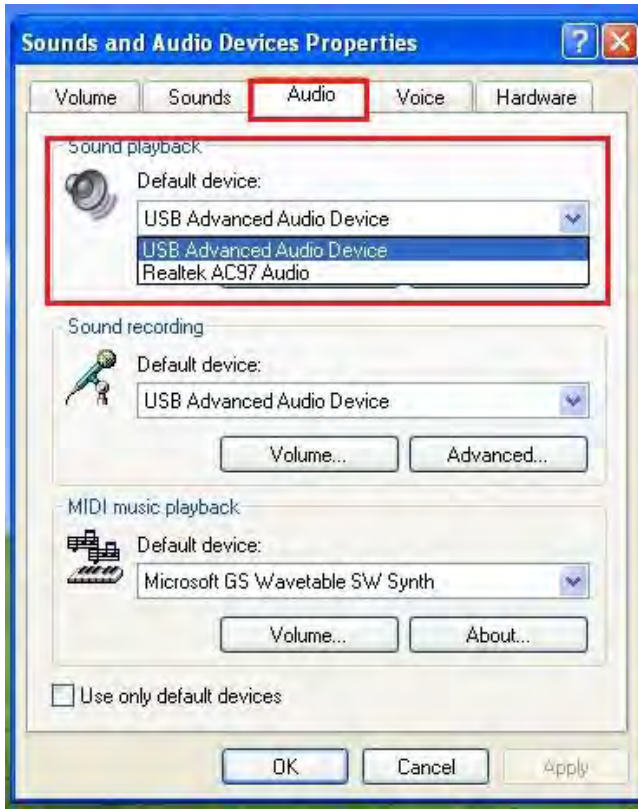 Sounds and Audio Devices Properties
Volume Sounds Audio Voice Hardware
Sound playback
Default device:
USB Advanced Audio Device
USB Advanced Audio Device
Realtek AC97 Audio
Sound recording
Default device:
USB Advanced Audio Device
Volume... Advanced...
MIDI music playback
Default device:
Microsoft GS Wavetable SW Synth
Volume... About...
Use only default devices
OK Cancel Apply